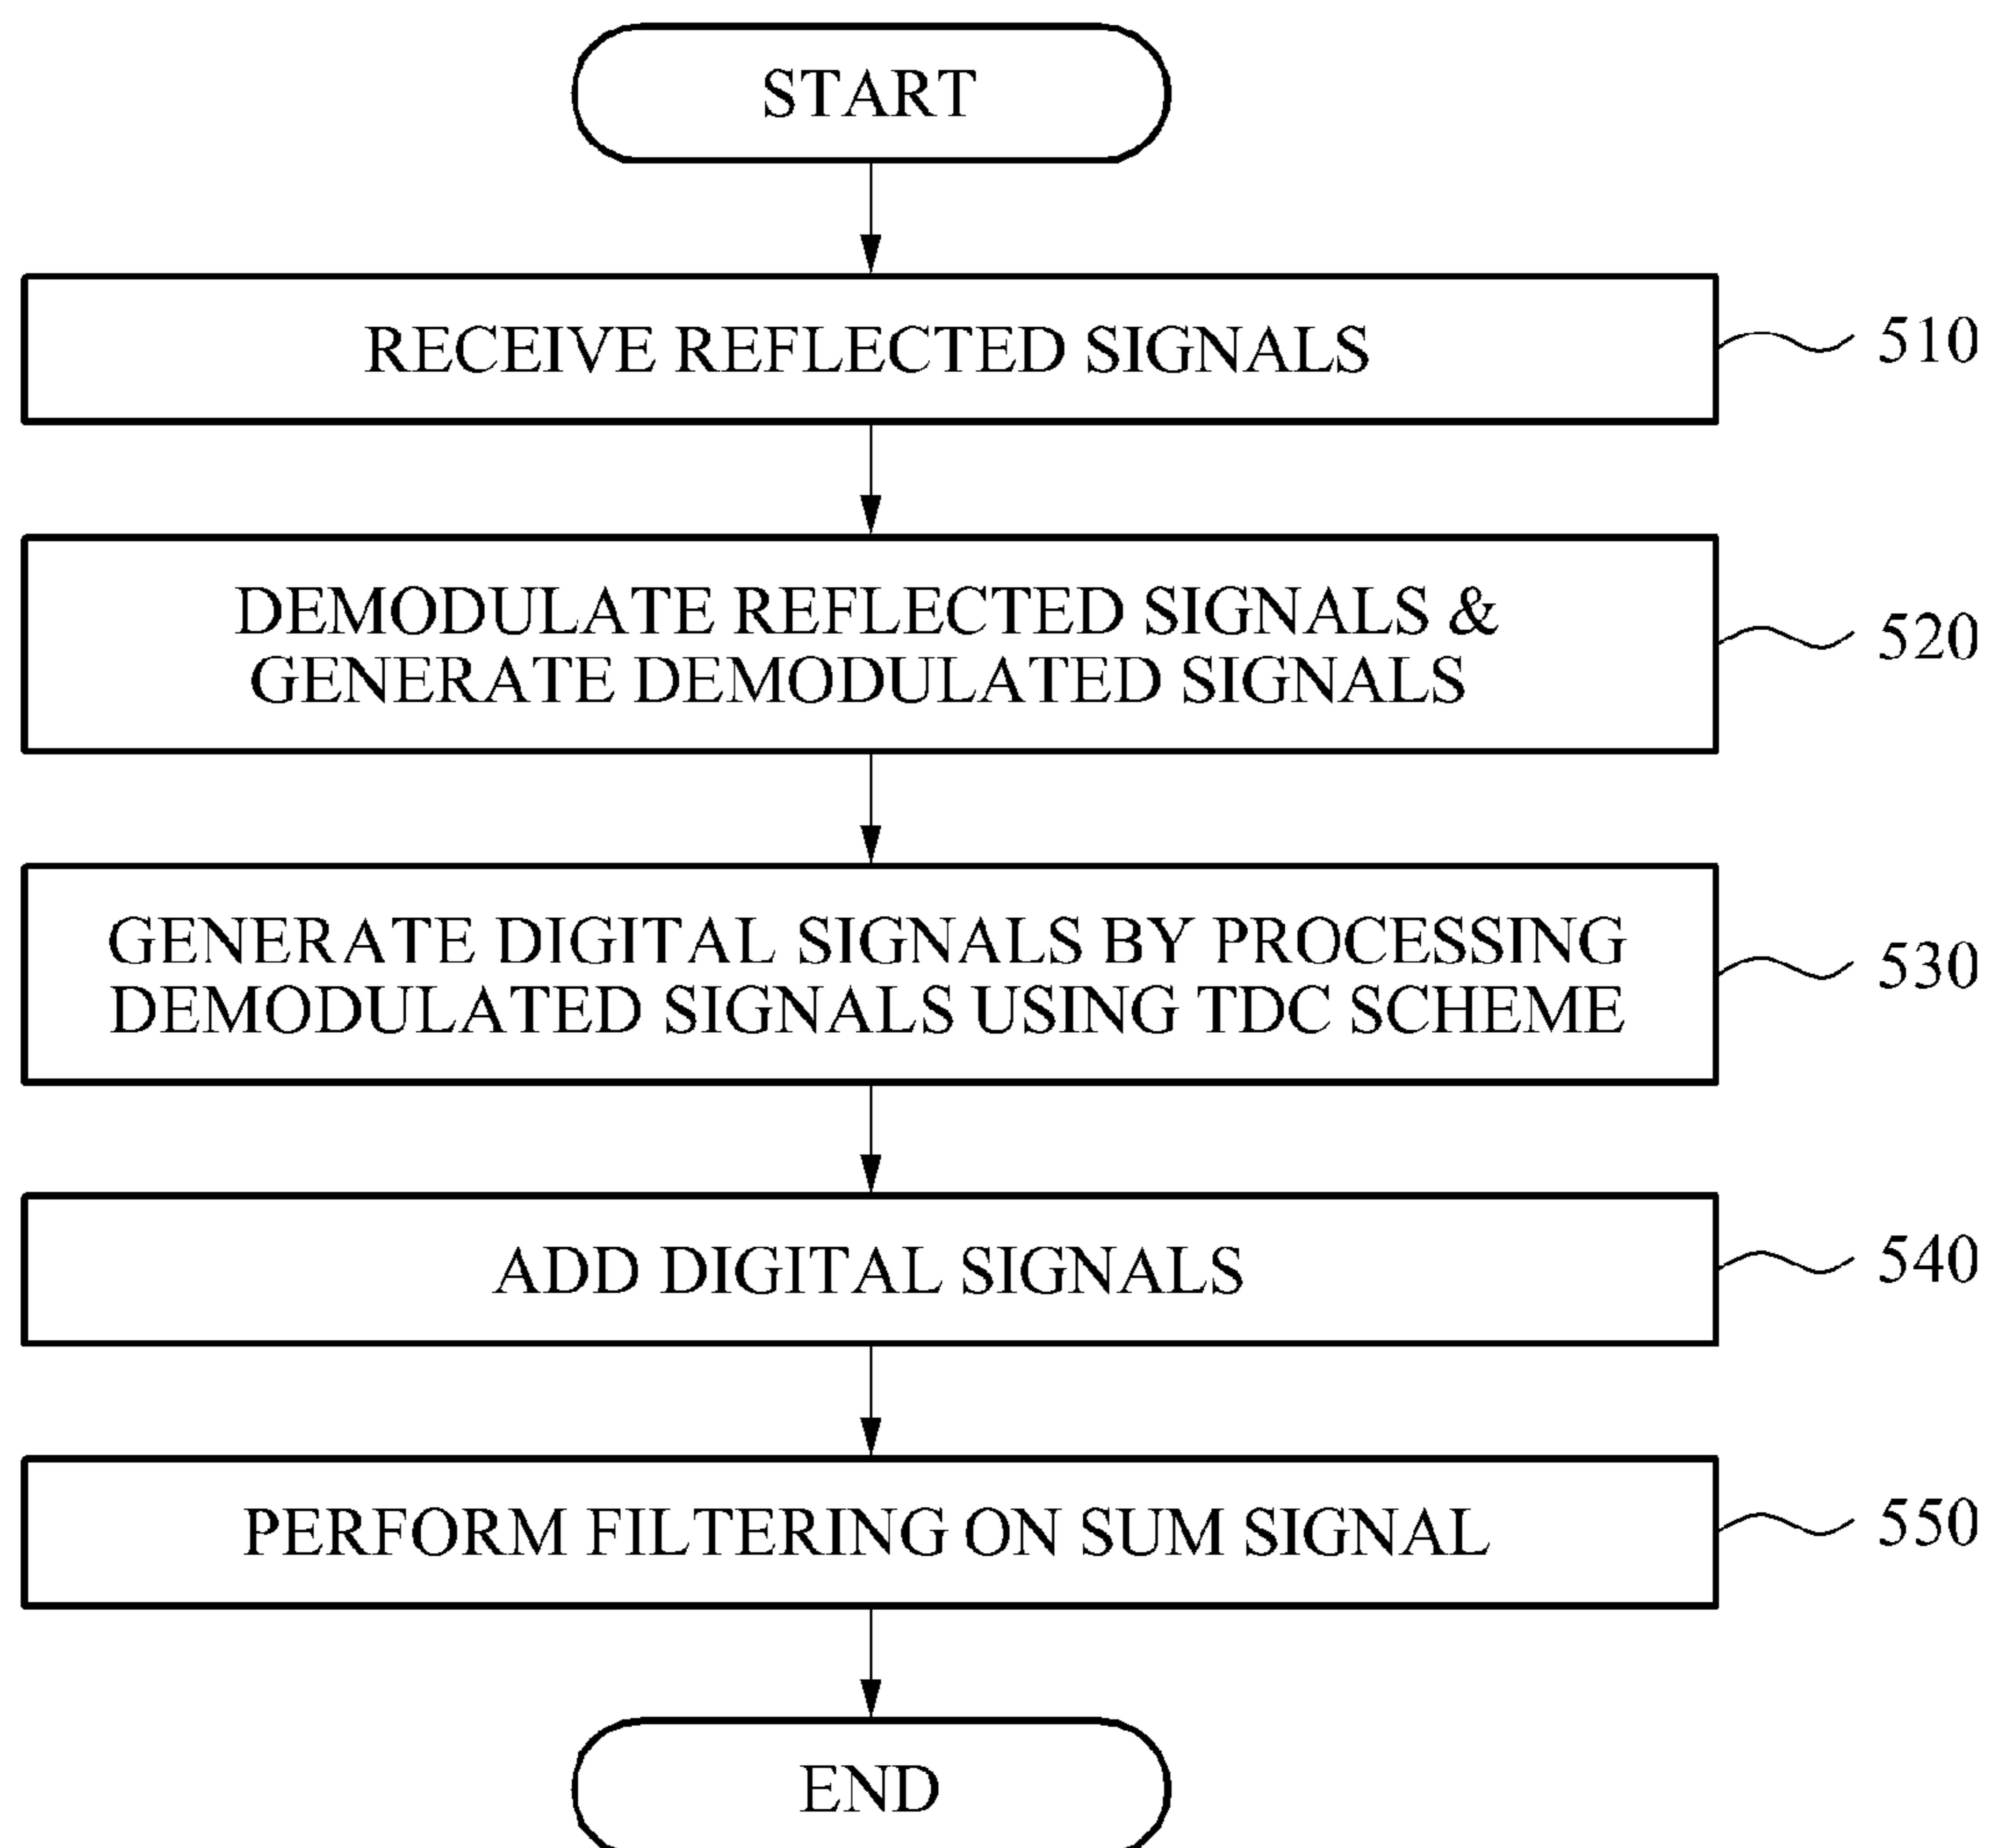 START
RECEIVE REFLECTED SIGNALS
510
DEMODULATE REFLECTED SIGNALS &
GENERATE DEMODULATED SIGNALS
520
GENERATE DIGITAL SIGNALS BY PROCESSING
DEMODULATED SIGNALS USING TDC SCHEME
530
ADD DIGITAL SIGNALS
540
PERFORM FILTERING ON SUM SIGNAL
550
END